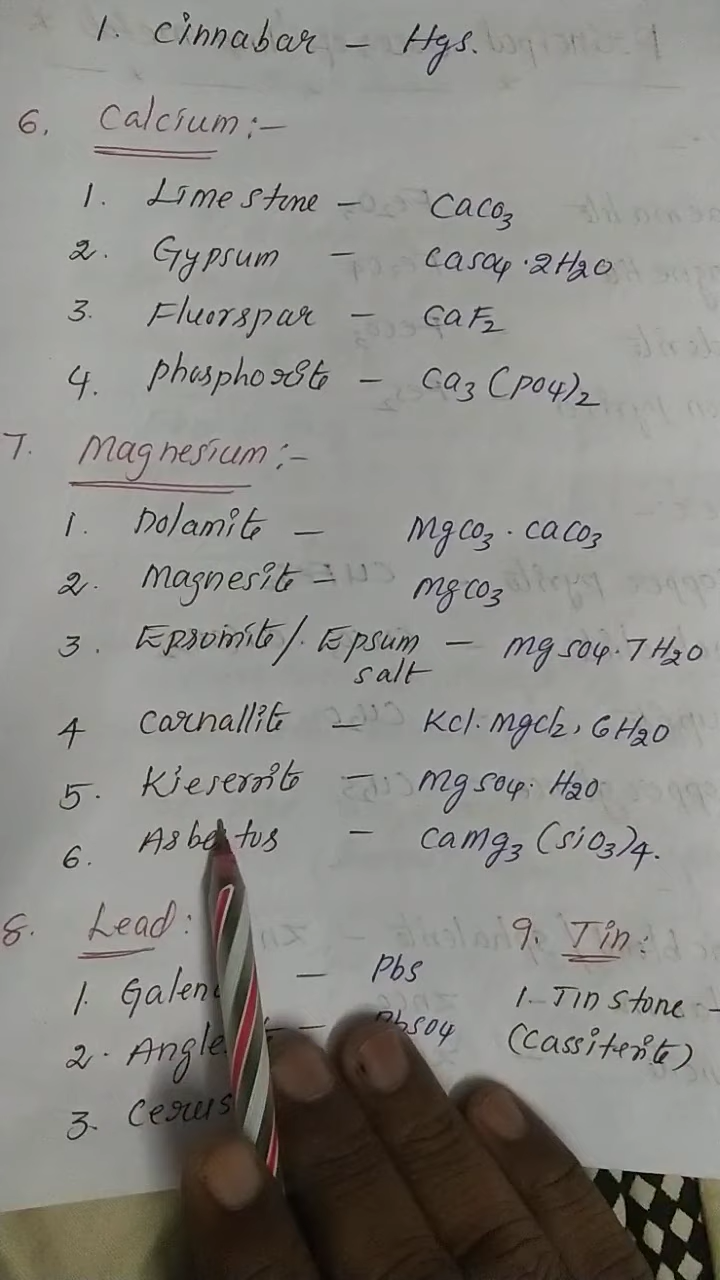 1. Cinnabar – Hgs.
6. Calcium :–
1. Limestone – CaCO3
2. Gypsum – CaSO4 · 2H2O
3. Fluorspar – CaF2
4. Phosphorite – Ca3 (PO4)2
7. Magnesium :–
1. Dolamite – MgCO3 · CaCO3
2. Magnesite – MgCO3
3. Epsomite / Epsum salt – MgSO4 · 7H2O
4 Carnallite – KCl. MgCl2, 6H2O
5. Kieserite – MgSO4 · H2O
6. Asbestus – CaMg3 (SiO3)4.
8. Lead :
1. Galen – Pbs
2. Angle – PbSO4
3. Cerus
9. Tin :
1. Tin stone –
(Cassiterite)